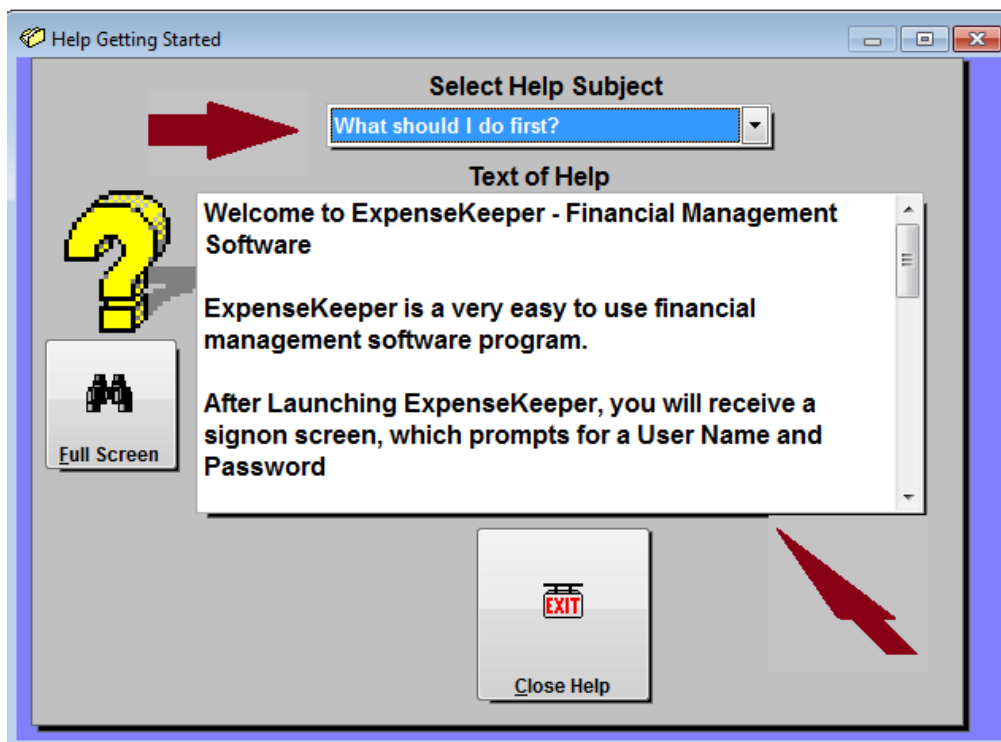 Help Getting Started
Select Help Subject
What should I do first?
Text of Help
Welcome to ExpenseKeeper - Financial Management
Software
ExpenseKeeper is a very easy to use financial
management software program.
After Launching ExpenseKeeper, you will receive a
signon screen, which prompts for a User Name and
Password
Full Screen
EXIT
Close Help